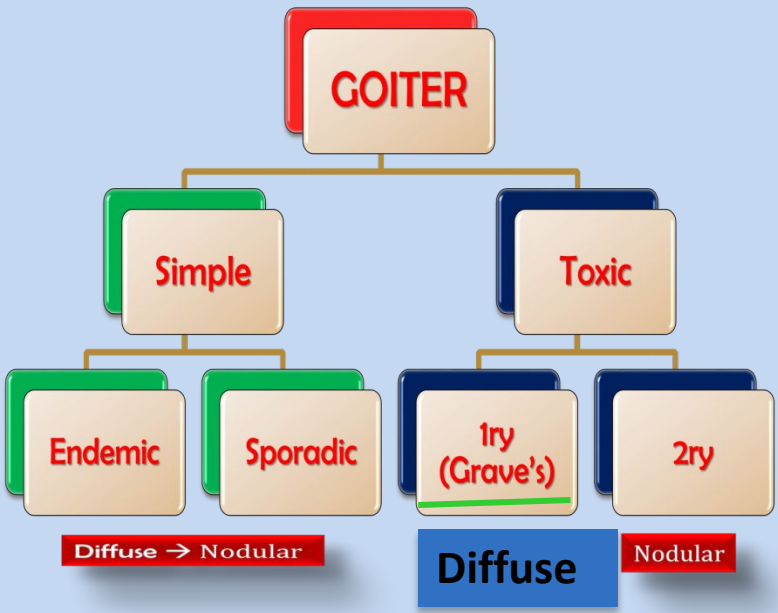 GOITER
Simple
Toxic
Endemic
Sporadic
1ry
(Grave's)
2ry
Diffuse → Nodular
Diffuse
Nodular